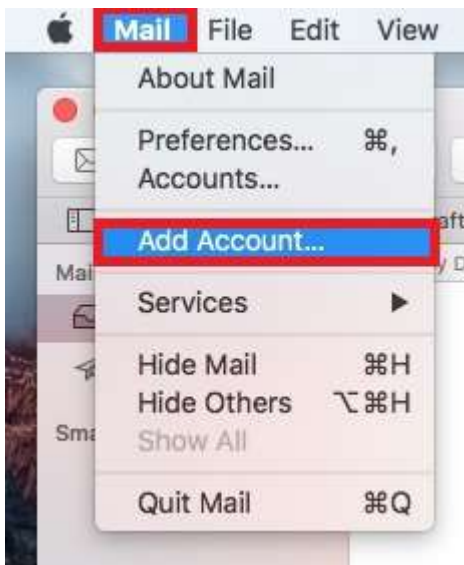 Mail File Edit View
About Mail
Preferences... ⌘,
Accounts...
Add Account...
Services ▶
Hide Mail ⌘H
Hide Others ⌥⌘H
Show All
Quit Mail ⌘Q